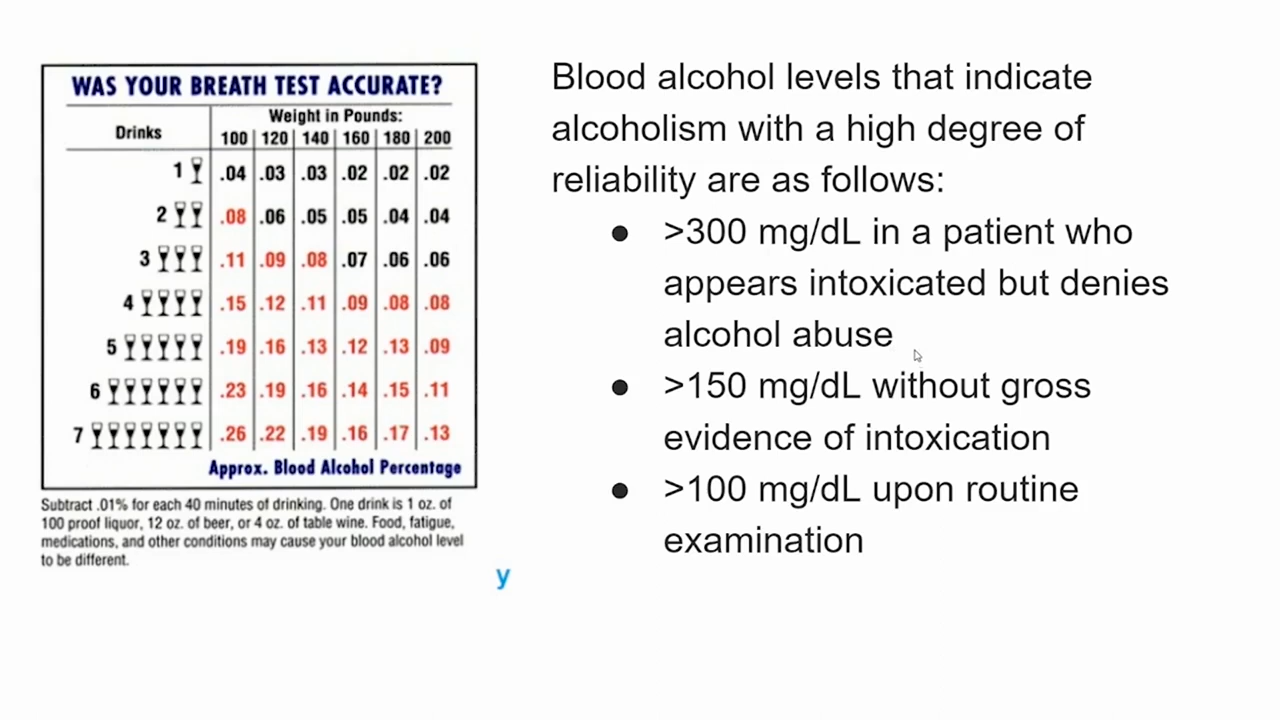 WAS YOUR BREATH TEST ACCURATE?
Weight in Pounds:
Drinks
100 120 140 160 180 200
1 .04 .03 .03 .02 .02 .02
2 .08 .06 .05 .05 .04 .04
3 .11 .09 .08 .07 .06 .06
4 .15 .12 .11 .09 .08 .08
5 .19 .16 .13 .12 .13 .09
6 .23 .19 .16 .14 .15 .11
7 .26 .22 .19 .16 .17 .13
Approx. Blood Alcohol Percentage
Subtract .01% for each 40 minutes of drinking. One drink is 1 oz. of
100 proof liquor, 12 oz. of beer, or 4 oz. of table wine. Food, fatigue,
medications, and other conditions may cause your blood alcohol level
to be different.
y
Blood alcohol levels that indicate
alcoholism with a high degree of
reliability are as follows:
● >300 mg/dL in a patient who
appears intoxicated but denies
alcohol abuse
● >150 mg/dL without gross
evidence of intoxication
● >100 mg/dL upon routine
examination